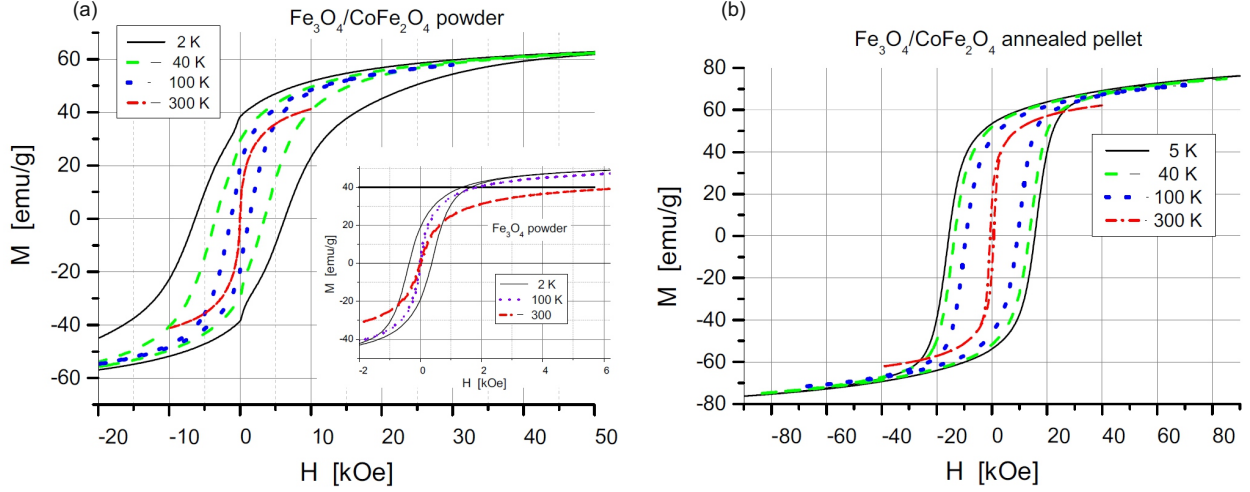 (a)
Fe₃O₄/CoFe₂O₄ powder
2 K
40 K
100 K
300 K
M [emu/g]
60
40
20
0
-20
-40
-60
-20 -10 0 10 20 30 40 50
H [kOe]
Fe₃O₄ powder
2 K
100 K
300
M [emu/g]
40
20
0
-20
-40
-2 0 2 4 6
H [kOe]
(b)
Fe₃O₄/CoFe₂O₄ annealed pellet
5 K
40 K
100 K
300 K
M [emu/g]
80
60
40
20
0
-20
-40
-60
-80
-80 -60 -40 -20 0 20 40 60 80
H [kOe]